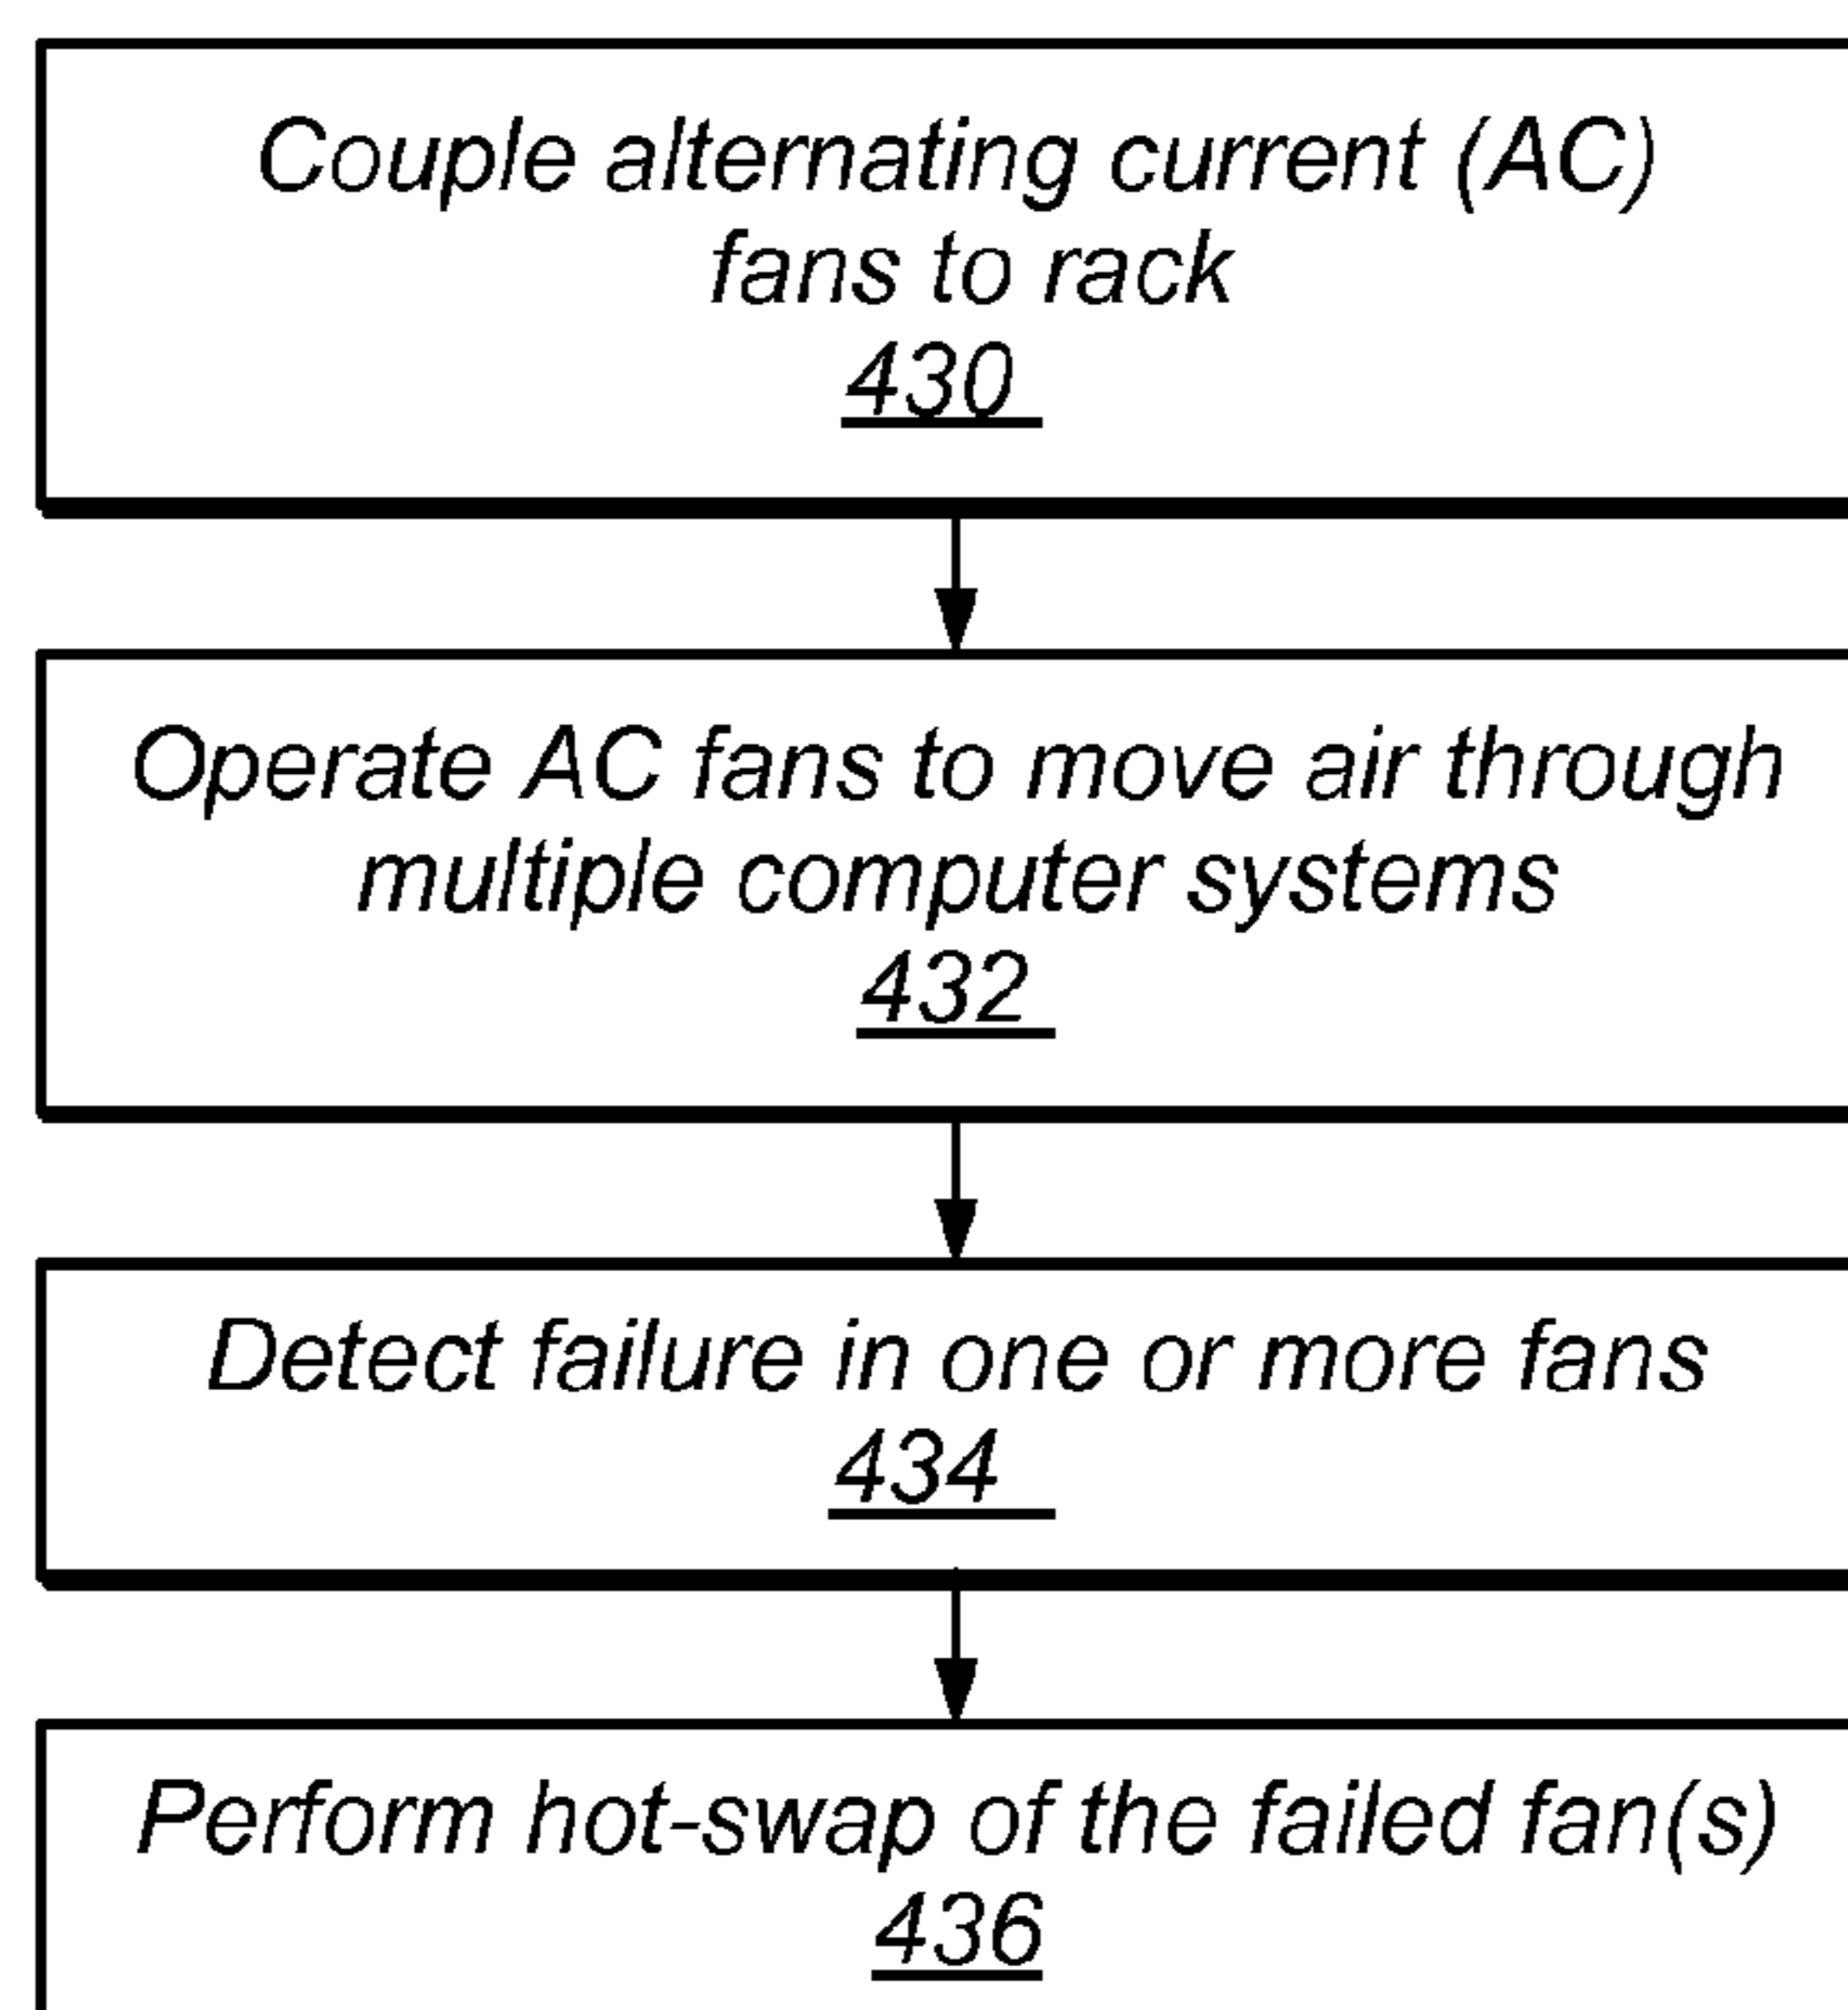 Couple alternating current (AC)
fans to rack
430
Operate AC fans to move air through
multiple computer systems
432
Detect failure in one or more fans
434
Perform hot-swap of the failed fan(s)
436